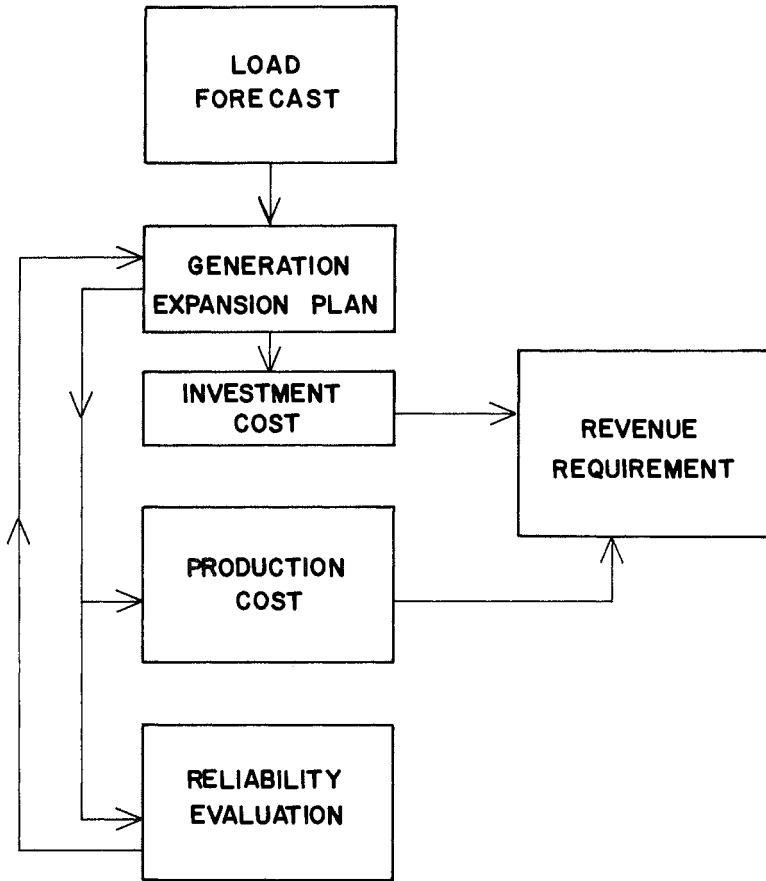 LOAD
FORECAST
GENERATION
EXPANSION PLAN
INVESTMENT
COST
REVENUE
REQUIREMENT
PRODUCTION
COST
RELIABILITY
EVALUATION